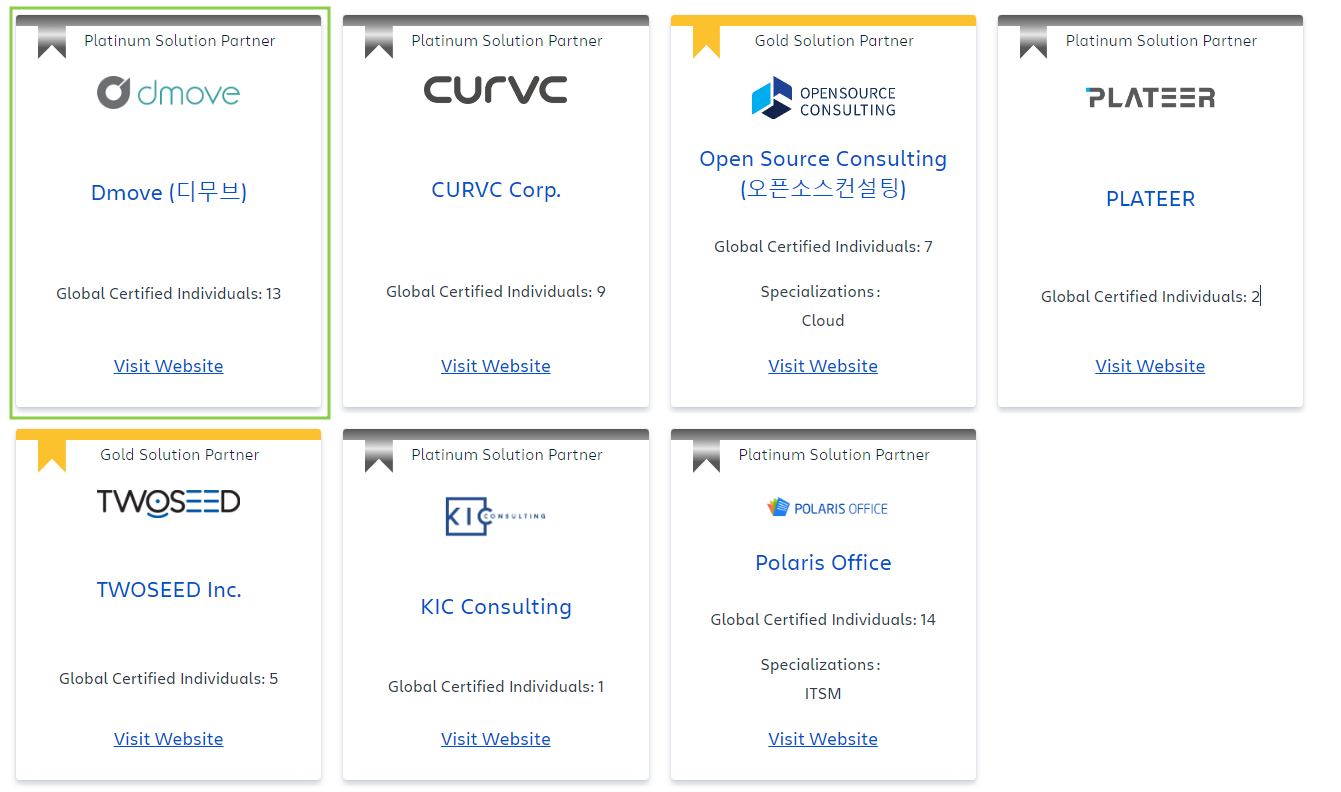 Platinum Solution Partner
dmove
Dmove (디무브)
Global Certified Individuals: 13
Visit Website
Platinum Solution Partner
CURVC
CURVC Corp.
Global Certified Individuals: 9
Visit Website
Gold Solution Partner
OPENSOURCE
CONSULTING
Open Source Consulting
(오픈소스컨설팅)
Global Certified Individuals: 7
Specializations:
Cloud
Visit Website
Platinum Solution Partner
PLATEER
PLATEER
Global Certified Individuals: 2
Visit Website
Gold Solution Partner
TWOSEED
TWOSEED Inc.
Global Certified Individuals: 5
Visit Website
Platinum Solution Partner
KIC CONSULTING
KIC Consulting
Global Certified Individuals: 1
Visit Website
Platinum Solution Partner
POLARIS OFFICE
Polaris Office
Global Certified Individuals: 14
Specializations:
ITSM
Visit Website